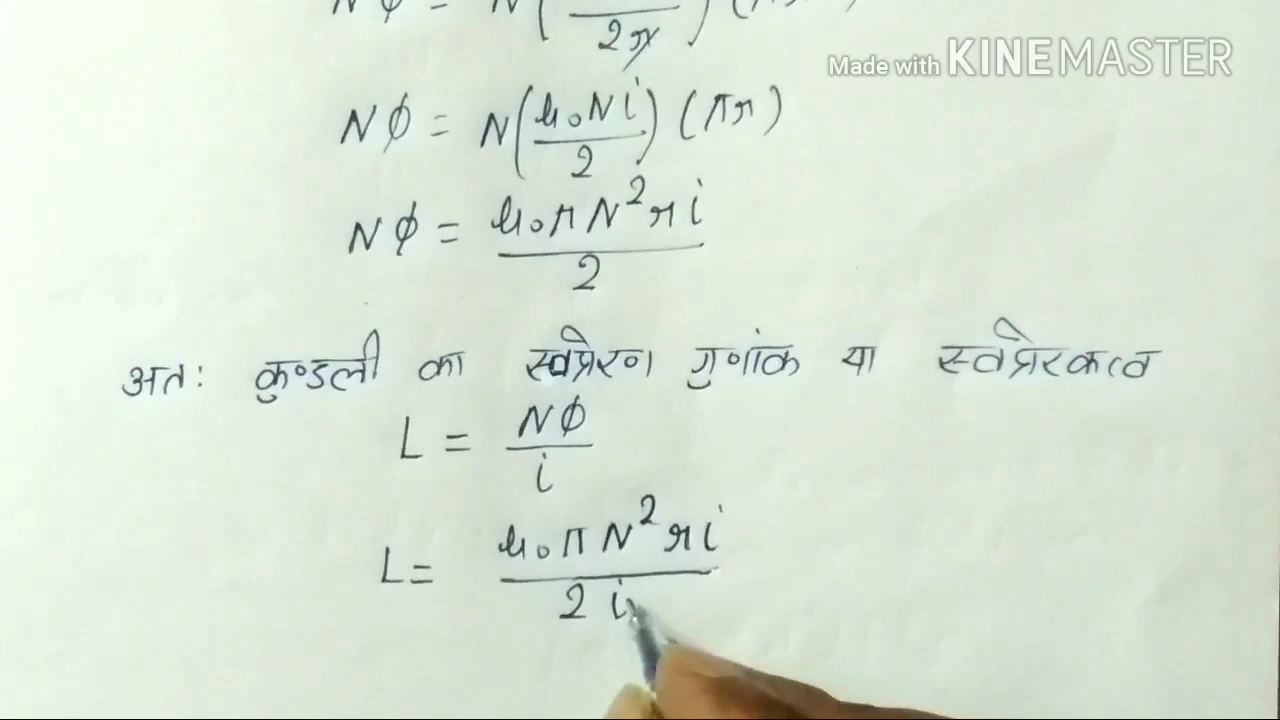 Made with KINEMASTER
Nφ = N(μ₀Ni/2) (πr)
Nφ = μ₀πN²ri/2
अतः कुण्डली का स्वप्रेरण गुणांक या स्वप्रेरकत्व
L = Nφ/i
L = μ₀πN²ri/2i